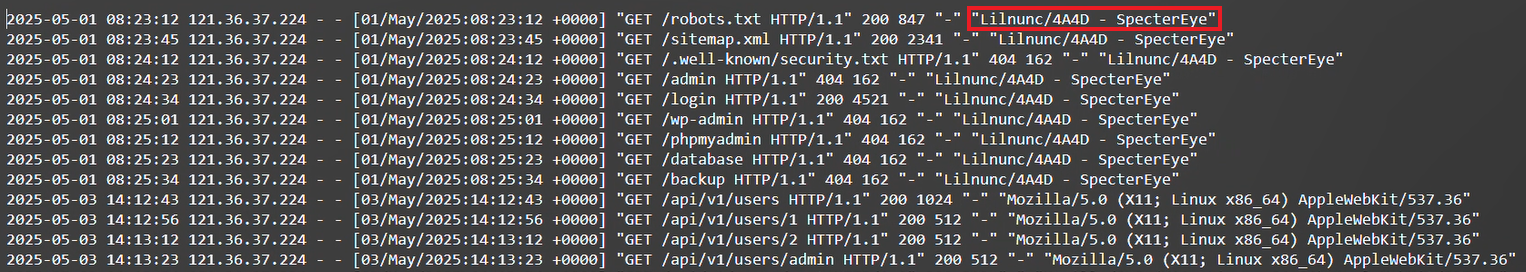 2025-05-01 08:23:12 121.36.37.224 - - [01/May/2025:08:23:12 +0000] "GET /robots.txt HTTP/1.1" 200 847 "-" "Lilnunc/4A4D - SpecterEye"
2025-05-01 08:23:45 121.36.37.224 - - [01/May/2025:08:23:45 +0000] "GET /sitemap.xml HTTP/1.1" 200 2341 "-" "Lilnunc/4A4D - SpecterEye"
2025-05-01 08:24:12 121.36.37.224 - - [01/May/2025:08:24:12 +0000] "GET /.well-known/security.txt HTTP/1.1" 404 162 "-" "Lilnunc/4A4D - SpecterEye"
2025-05-01 08:24:23 121.36.37.224 - - [01/May/2025:08:24:23 +0000] "GET /admin HTTP/1.1" 404 162 "-" "Lilnunc/4A4D - SpecterEye"
2025-05-01 08:24:34 121.36.37.224 - - [01/May/2025:08:24:34 +0000] "GET /login HTTP/1.1" 200 4521 "-" "Lilnunc/4A4D - SpecterEye"
2025-05-01 08:25:01 121.36.37.224 - - [01/May/2025:08:25:01 +0000] "GET /wp-admin HTTP/1.1" 404 162 "-" "Lilnunc/4A4D - SpecterEye"
2025-05-01 08:25:12 121.36.37.224 - - [01/May/2025:08:25:12 +0000] "GET /phpmyadmin HTTP/1.1" 404 162 "-" "Lilnunc/4A4D - SpecterEye"
2025-05-01 08:25:23 121.36.37.224 - - [01/May/2025:08:25:23 +0000] "GET /database HTTP/1.1" 404 162 "-" "Lilnunc/4A4D - SpecterEye"
2025-05-01 08:25:34 121.36.37.224 - - [01/May/2025:08:25:34 +0000] "GET /backup HTTP/1.1" 404 162 "-" "Lilnunc/4A4D - SpecterEye"
2025-05-03 14:12:43 121.36.37.224 - - [03/May/2025:14:12:43 +0000] "GET /api/v1/users HTTP/1.1" 200 1024 "-" "Mozilla/5.0 (X11; Linux x86_64) AppleWebKit/537.36"
2025-05-03 14:12:56 121.36.37.224 - - [03/May/2025:14:12:56 +0000] "GET /api/v1/users/1 HTTP/1.1" 200 512 "-" "Mozilla/5.0 (X11; Linux x86_64) AppleWebKit/537.36"
2025-05-03 14:13:12 121.36.37.224 - - [03/May/2025:14:13:12 +0000] "GET /api/v1/users/2 HTTP/1.1" 200 512 "-" "Mozilla/5.0 (X11; Linux x86_64) AppleWebKit/537.36"
2025-05-03 14:13:23 121.36.37.224 - - [03/May/2025:14:13:23 +0000] "GET /api/v1/users/admin HTTP/1.1" 200 512 "-" "Mozilla/5.0 (X11; Linux x86_64) AppleWebKit/537.36"